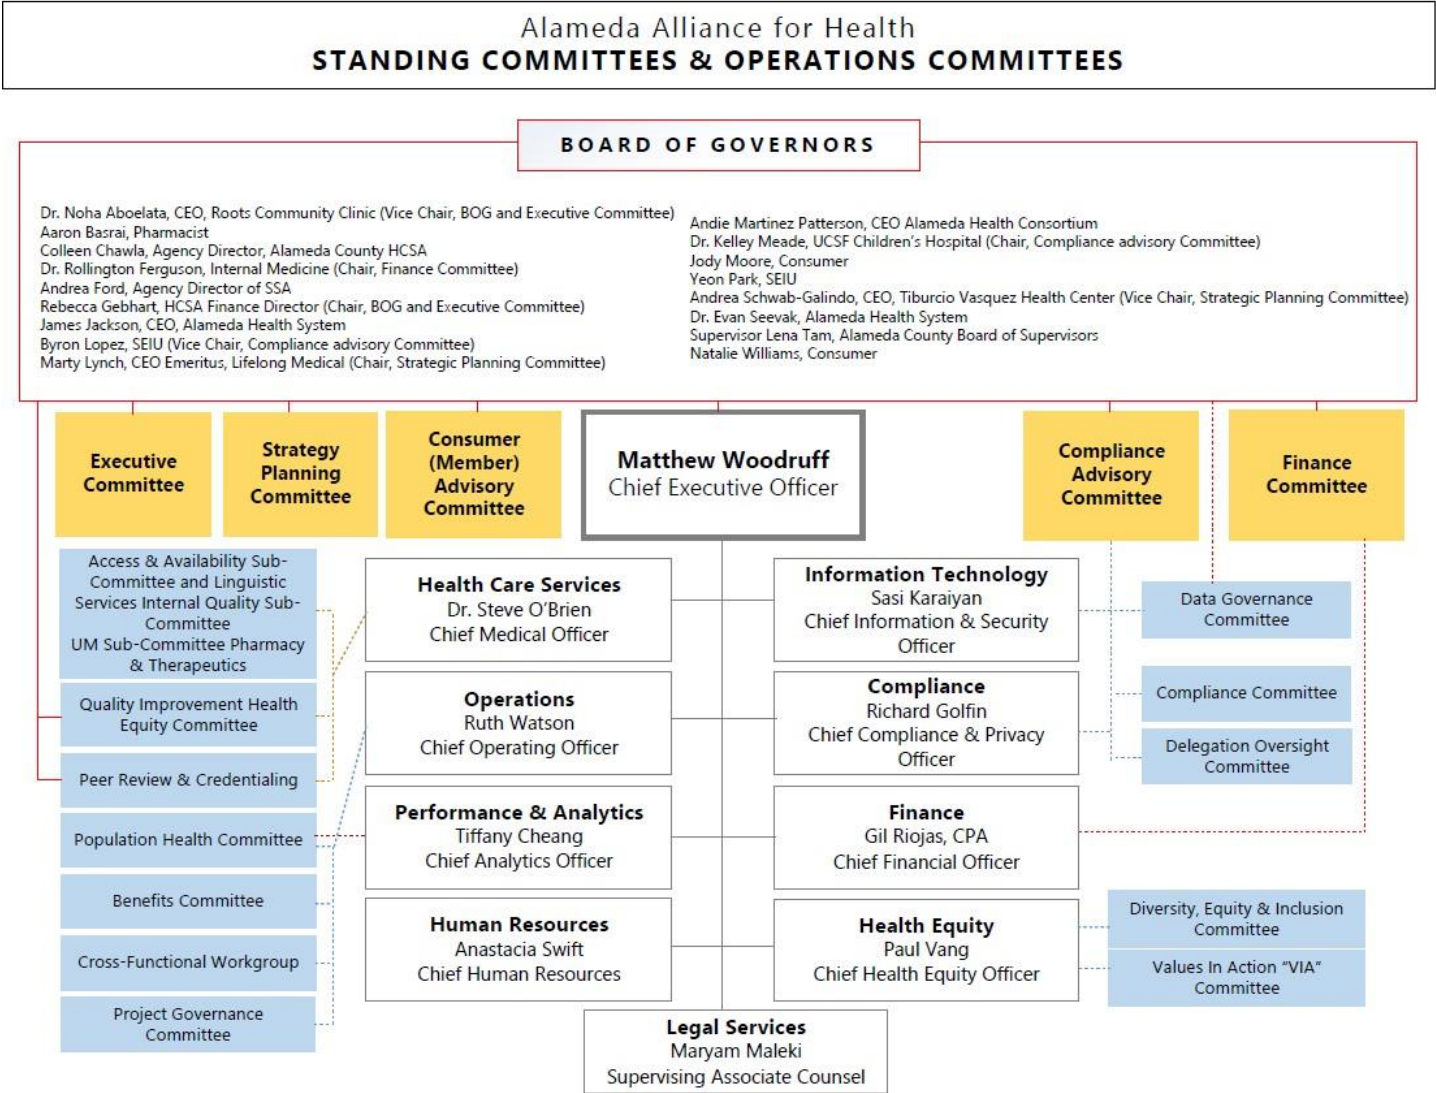 Alameda Alliance for Health
STANDING COMMITTEES & OPERATIONS COMMITTEES
BOARD OF GOVERNORS
Dr. Noha Aboelata, CEO, Roots Community Clinic (Vice Chair, BOG and Executive Committee)
Aaron Basrai, Pharmacist
Colleen Chawla, Agency Director, Alameda County HCSA
Dr. Rollington Ferguson, Internal Medicine (Chair, Finance Committee)
Andrea Ford, Agency Director of SSA
Rebecca Gebhart, HCSA Finance Director (Chair, BOG and Executive Committee)
James Jackson, CEO, Alameda Health System
Byron Lopez, SEIU (Vice Chair, Compliance advisory Committee)
Marty Lynch, CEO Emeritus, Lifelong Medical (Chair, Strategic Planning Committee)
Andie Martinez Patterson, CEO Alameda Health Consortium
Dr. Kelley Meade, UCSF Children's Hospital (Chair, Compliance advisory Committee)
Jody Moore, Consumer
Yeon Park, SEIU
Andrea Schwab-Galindo, CEO, Tiburcio Vasquez Health Center (Vice Chair, Strategic Planning Committee)
Dr. Evan Seevak, Alameda Health System
Supervisor Lena Tam, Alameda County Board of Supervisors
Natalie Williams, Consumer
Executive
Committee
Strategy
Planning
Committee
Consumer
(Member)
Advisory
Committee
Matthew Woodruff
Chief Executive Officer
Compliance
Advisory
Committee
Finance
Committee
Access & Availability Sub-
Committee and Linguistic
Services Internal Quality Sub-
Committee
UM Sub-Committee Pharmacy
& Therapeutics
Quality Improvement Health
Equity Committee
Peer Review & Credentialing
Population Health Committee
Benefits Committee
Cross-Functional Workgroup
Project Governance
Committee
Health Care Services
Dr. Steve O'Brien
Chief Medical Officer
Operations
Ruth Watson
Chief Operating Officer
Performance & Analytics
Tiffany Cheang
Chief Analytics Officer
Human Resources
Anastacia Swift
Chief Human Resources
Information Technology
Sasi Karaiyan
Chief Information & Security
Officer
Compliance
Richard Golfin
Chief Compliance & Privacy
Officer
Finance
Gil Riojas, CPA
Chief Financial Officer
Health Equity
Paul Vang
Chief Health Equity Officer
Data Governance
Committee
Compliance Committee
Delegation Oversight
Committee
Diversity, Equity & Inclusion
Committee
Values In Action "VIA"
Committee
Legal Services
Maryam Maleki
Supervising Associate Counsel